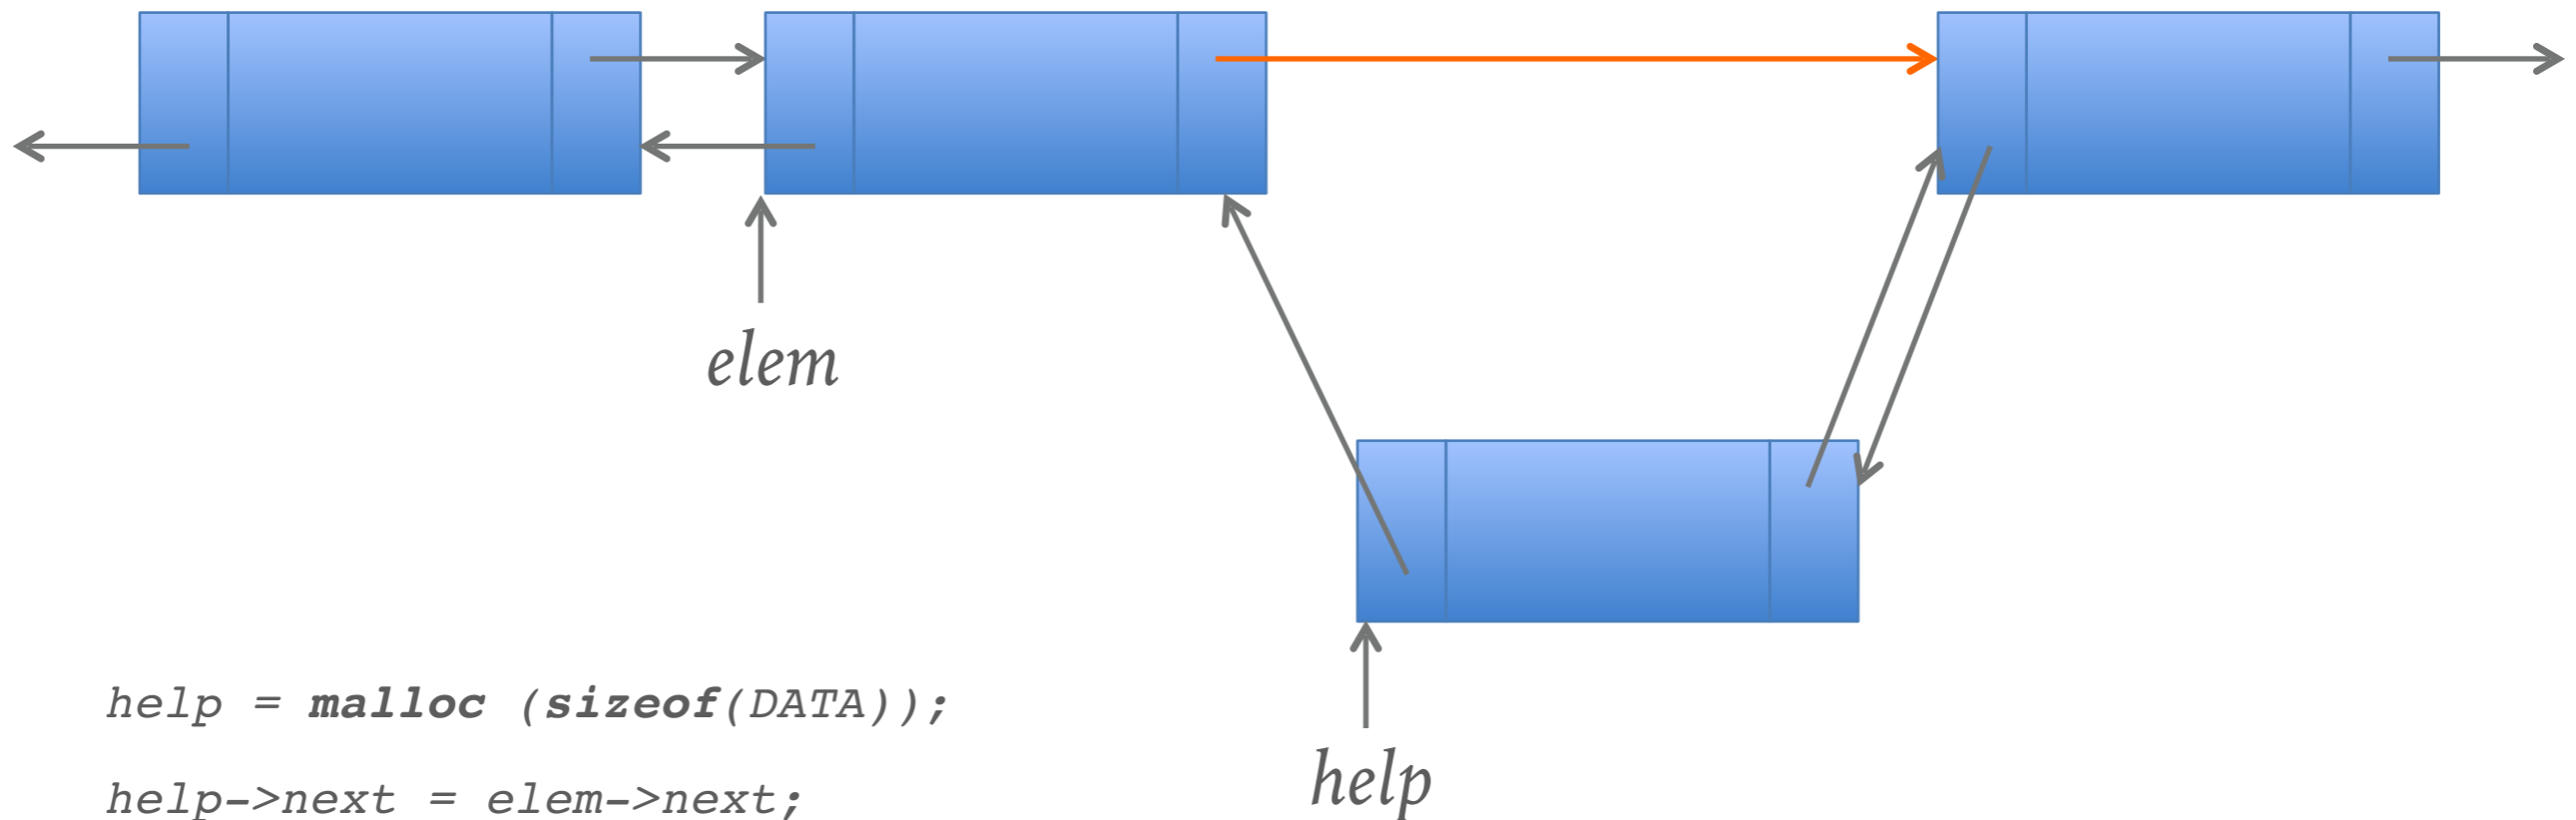 elem
help = malloc (sizeof(DATA));
help
help->next = elem->next;